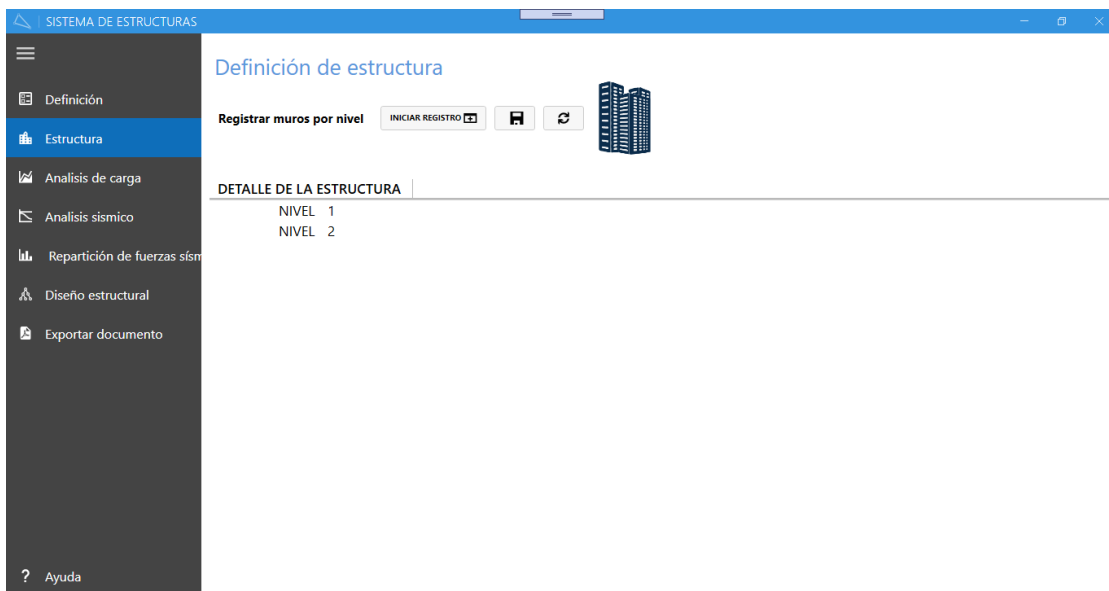 SISTEMA DE ESTRUCTURAS
Definición
Estructura
Analisis de carga
Analisis sismico
Repartición de fuerzas sísm
Diseño estructural
Exportar documento
Ayuda
Definición de estructura
Registrar muros por nivel INICIAR REGISTRO
DETALLE DE LA ESTRUCTURA
NIVEL 1
NIVEL 2